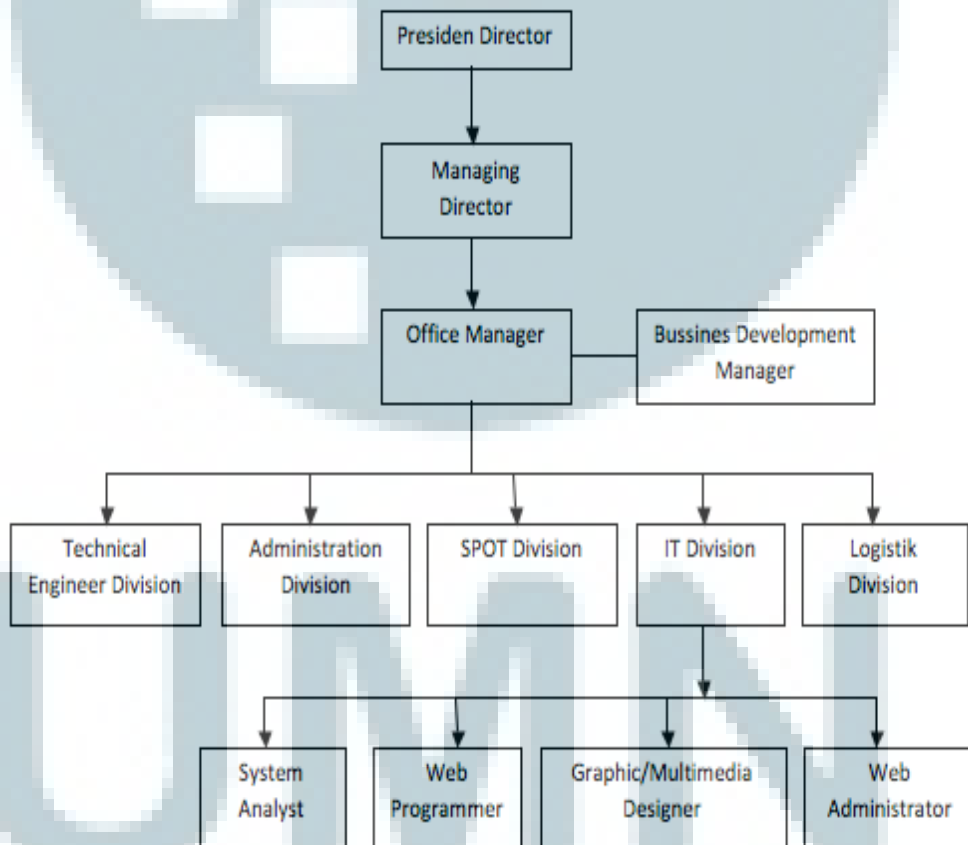 Presiden Director
Managing
Director
Office Manager
Bussines Development
Manager
Technical
Engineer Division
Administration
Division
SPOT Division
IT Division
Logistik
Division
System
Analyst
Web
Programmer
Graphic/Multimedia
Designer
Web
Administrator
UMN